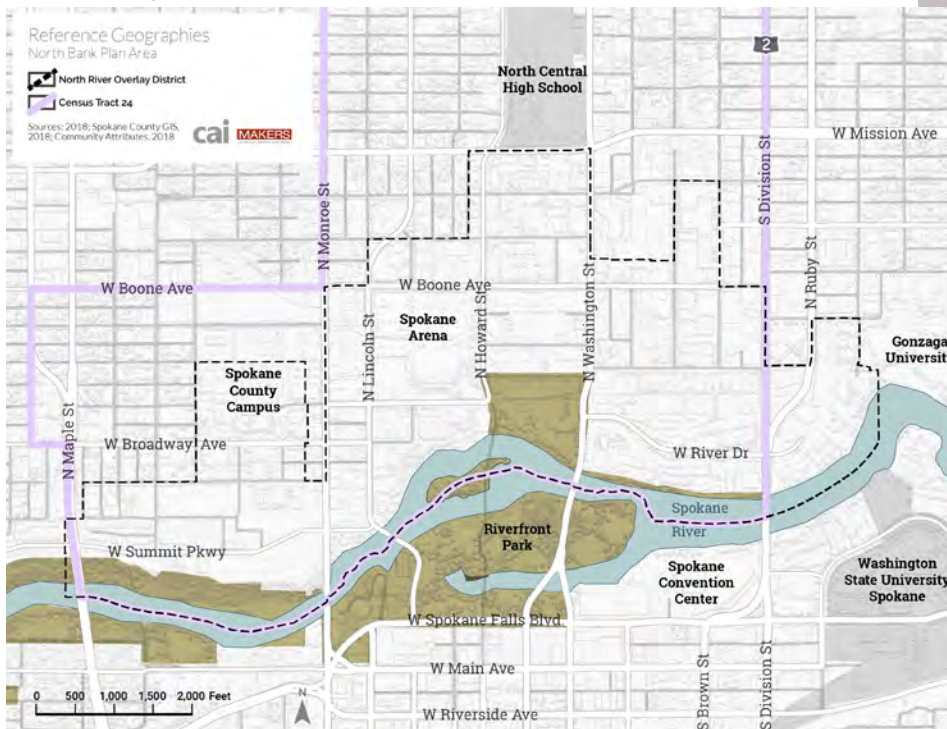 Reference Geographies
North Bank Plan Area
North River Overlay District
Census Tract 24
Sources: 2018; Spokane County GIS,
2018; Community Attributes, 2018
cai
MAKERS
North Central
High School
2
W Mission Ave
N Monroe St
S Division St
N Ruby St
W Boone Ave
W Boone Ave
N Lincoln St
Spokane
Arena
N Howard St
N Washington St
Gonzaga
University
Spokane
County
Campus
N Maple St
W Broadway Ave
W River Dr
Spokane
River
Riverfront
Park
W Summit Pkwy
Spokane
Convention
Center
Washington
State University
Spokane
W Spokane Falls Blvd.
W Main Ave
S Brown St
S Division St
0 500 1,000 1,500 2,000 Feet
N
W Riverside Ave